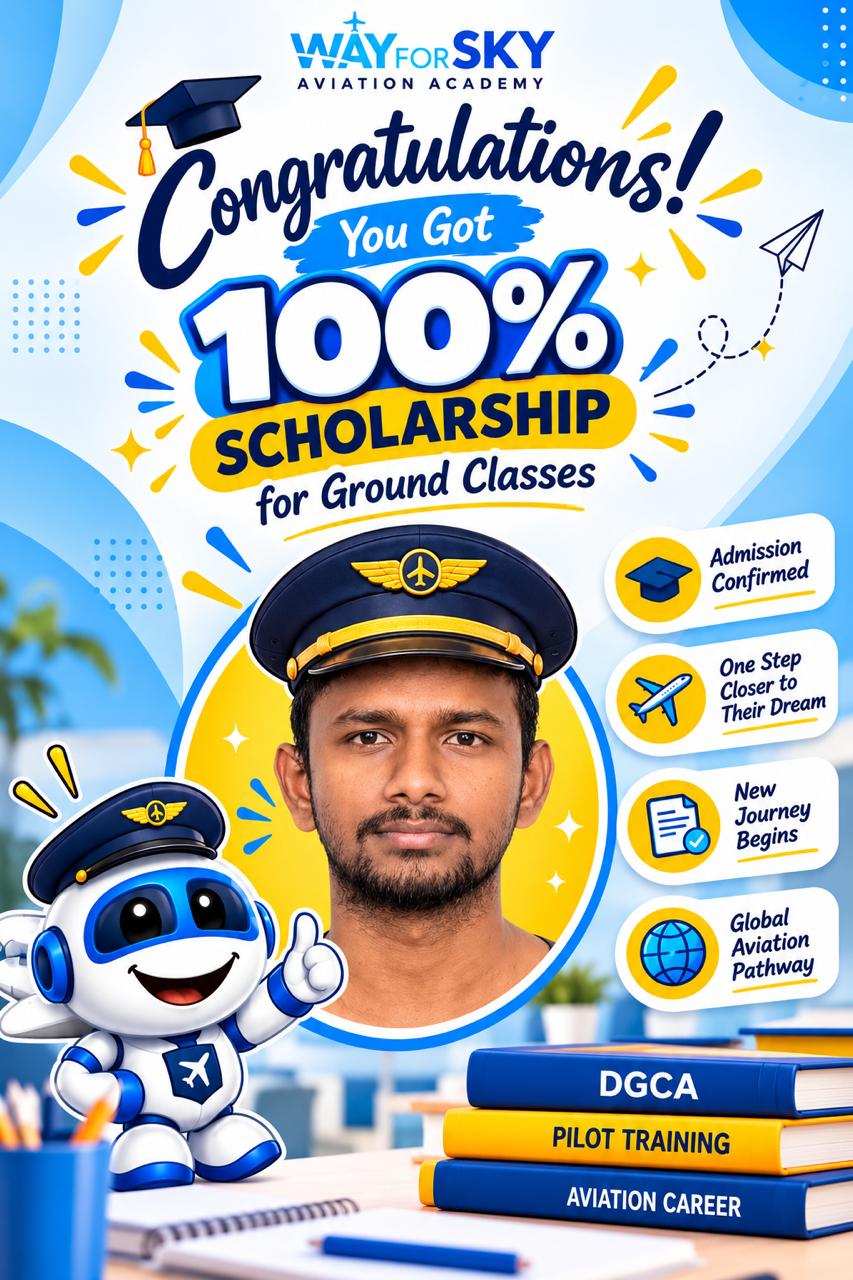 WAY FOR SKY
AVIATION ACADEMY
Congratulations!
You Got
100%
SCHOLARSHIP
for Ground Classes
Admission
Confirmed
One Step
Closer to
Their Dream
New
Journey
Begins
Global
Aviation
Pathway
DGCA
PILOT TRAINING
AVIATION CAREER